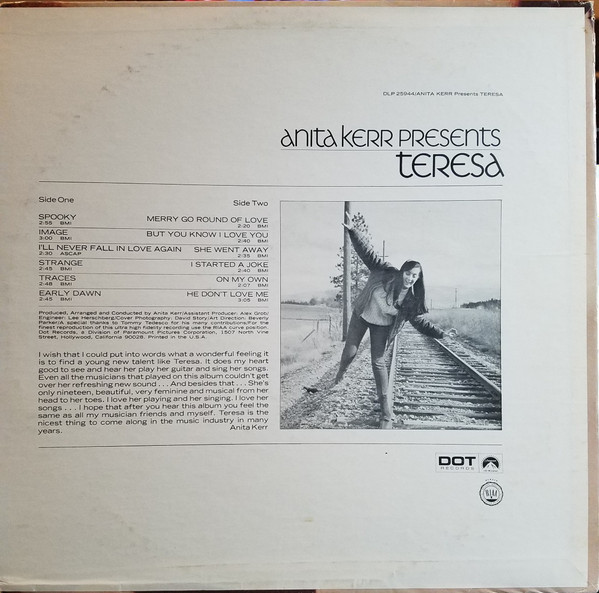 DLP 25944/ANITA KERR Presents TERESA
anita KERR PRESENTS
teresa
Side One
Side Two
SPOOKY
2:55 BMI
MERRY GO ROUND OF LOVE
2:20 BMI
IMAGE
3:00 BMI
BUT YOU KNOW I LOVE YOU
2:40 BMI
I'LL NEVER FALL IN LOVE AGAIN
2:30 ASCAP
SHE WENT AWAY
2:35 BMI
STRANGE
2:45 BMI
I STARTED A JOKE
2:40 BMI
TRACES
2:48 BMI
ON MY OWN
2:07 BMI
EARLY DAWN
2:45 BMI
HE DON'T LOVE ME
3:05 BMI
Produced, Arranged and Conducted by Anita Kerr/Assistant Producer: Alex Grob/
Engineer: Lee Herschberg/Cover Photography: David Story/Art Direction: Beverly
Parker/A special thanks to Tommy Tedesco for his many contributions/For the
finest reproduction of this ultra high fidelity recording use the RIAA curve position.
Dot Records, a Division of Paramount Pictures Corporation, 1507 North Vine
Street, Hollywood, California 90028. Printed in the U.S.A.
I wish that I could put into words what a wonderful feeling it
is to find a young new talent like Teresa. It does my heart
good to see and hear her play her guitar and sing her songs.
Even all the musicians that played on this album couldn't get
over her refreshing new sound . . . And besides that . . . She's
only nineteen, beautiful, very feminine and musical from her
head to her toes. I love her playing and her singing. I love her
songs . . . I hope that after you hear this album you feel the
same as all my musician friends and myself. Teresa is the
nicest thing to come along in the music industry in many
years.
Anita Kerr
DOT
RECORDS